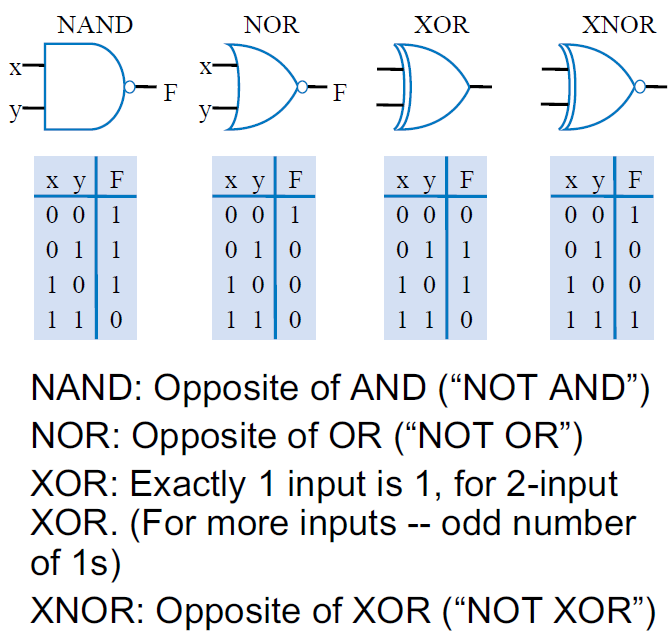 NAND NOR XOR XNOR
x x
F F
y y
x y F x y F x y F x y F
0 0 1 0 0 1 0 0 0 0 0 1
0 1 1 0 1 0 0 1 1 0 1 0
1 0 1 1 0 0 1 0 1 1 0 0
1 1 0 1 1 0 1 1 0 1 1 1
NAND: Opposite of AND (“NOT AND”)
NOR: Opposite of OR (“NOT OR”)
XOR: Exactly 1 input is 1, for 2-input
XOR. (For more inputs -- odd number
of 1s)
XNOR: Opposite of XOR (“NOT XOR”)